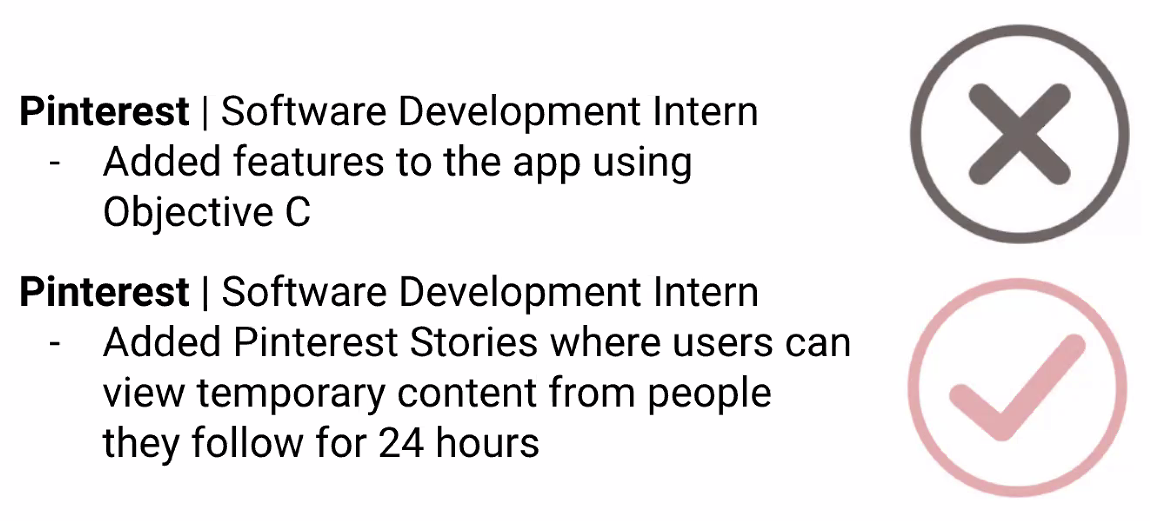 Pinterest | Software Development Intern
- Added features to the app using
Objective C
Pinterest | Software Development Intern
- Added Pinterest Stories where users can
view temporary content from people
they follow for 24 hours